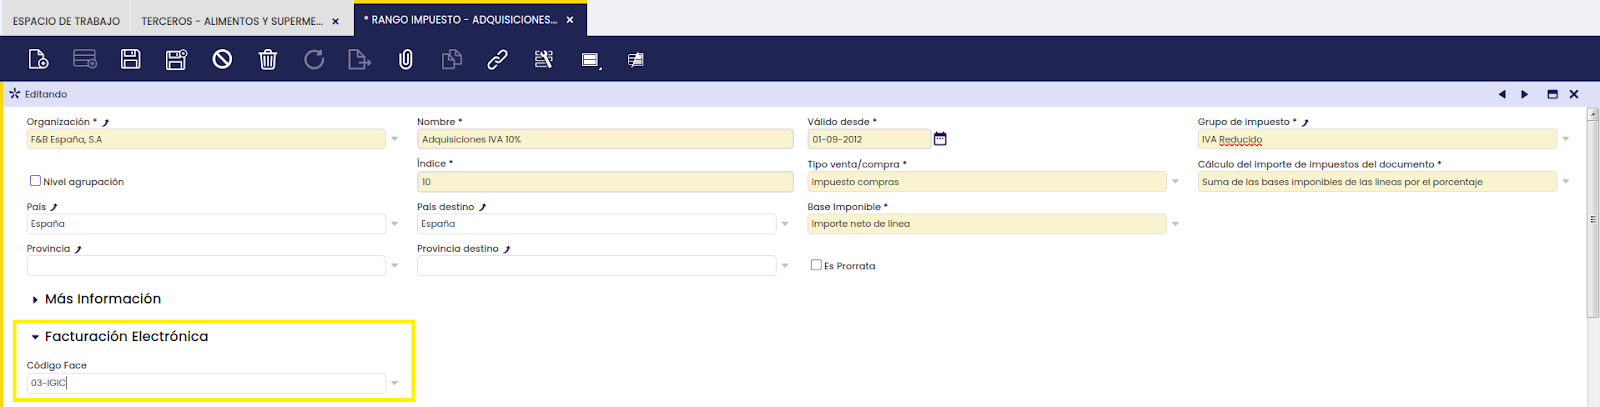 ESPACIO DE TRABAJO TERCEROS - ALIMENTOS Y SUPERME... × * RANGO IMPUESTO - ADQUISICIONES... ×
Editando
Organización * Nombre * Válido desde * Grupo de impuesto *
F&B España, S.A Adquisiciones IVA 10% 01-09-2012 IVA Reducido
Índice * Tipo venta/compra * Cálculo del importe de impuestos del documento *
Nivel agrupación 10 Impuesto compras Suma de las bases imponibles de las lineas por el porcentaje
País País destino Base Imponible *
España España Importe neto de línea
Provincia Provincia destino
Es Prorrata
Más Información
Facturación Electrónica
Código Face
03-IGIC